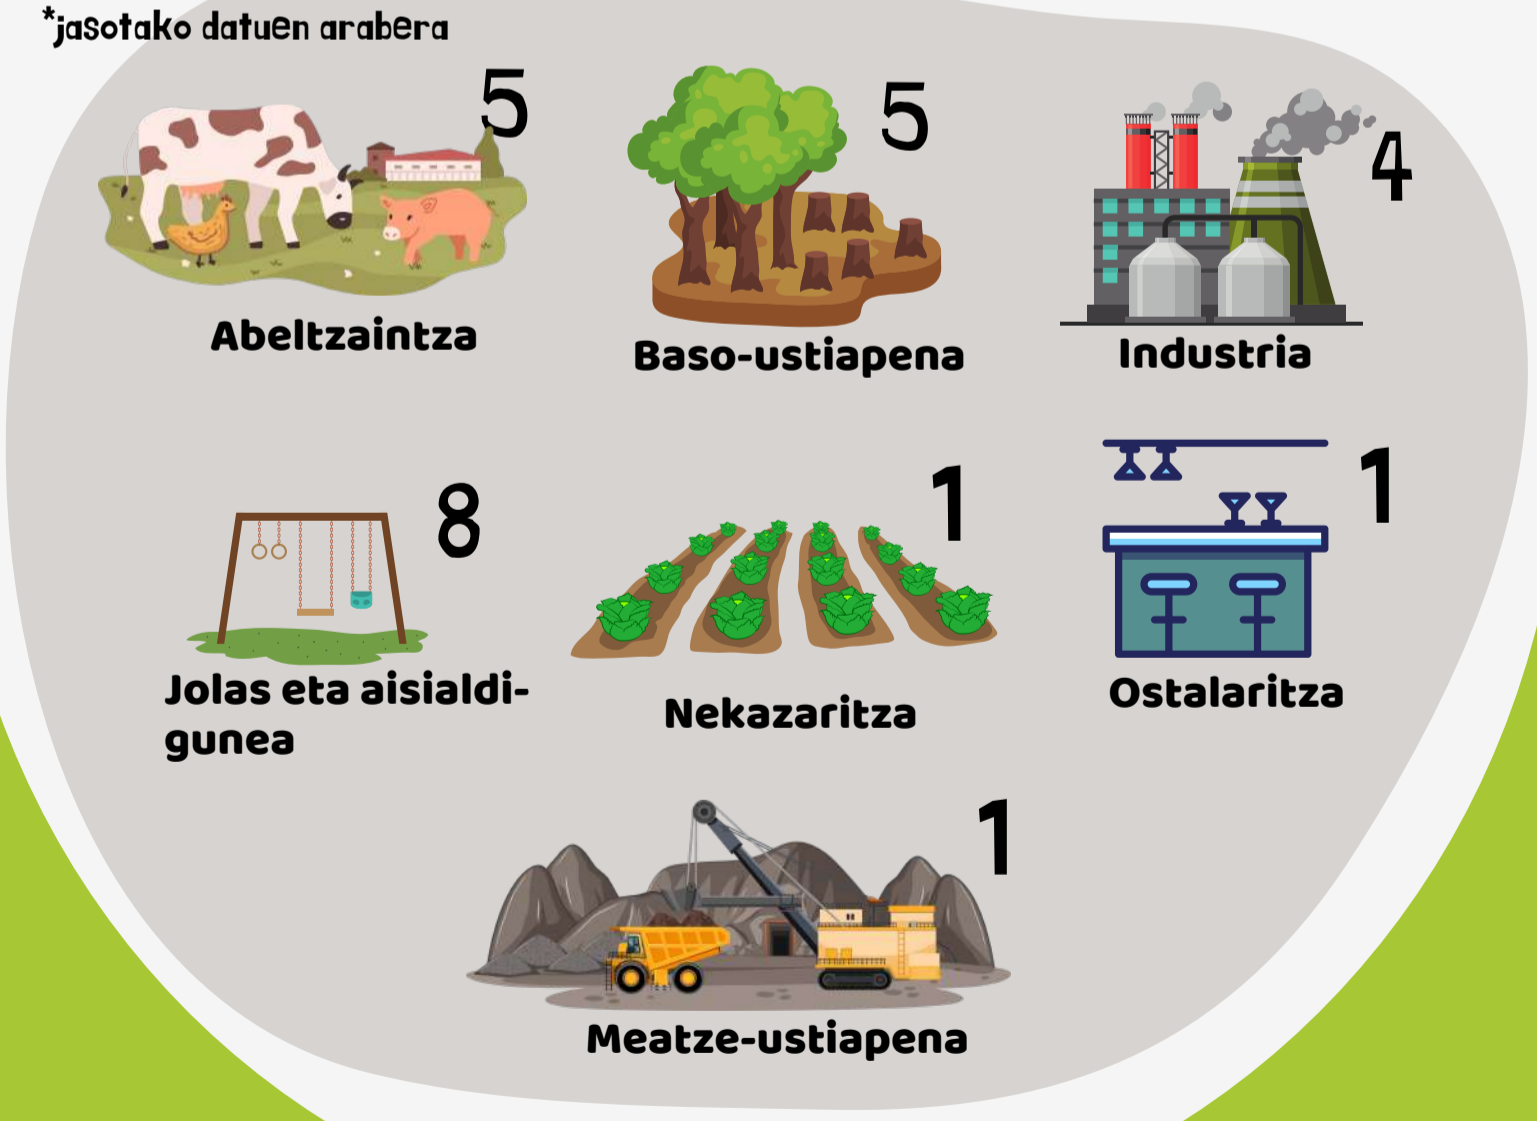 *jasotako datuen arabera
5
5
4
Abeltzaintza
Baso-ustiapena
Industria
8
1
1
Jolas eta aisialdi-
gunea
Nekazaritza
Ostalaritza
1
Meatze-ustiapena